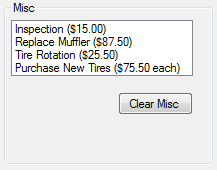 Misc
Inspection ($15.00)
Replace Muffler ($87.50)
Tire Rotation ($25.50)
Purchase New Tires ($75.50 each)
Clear Misc